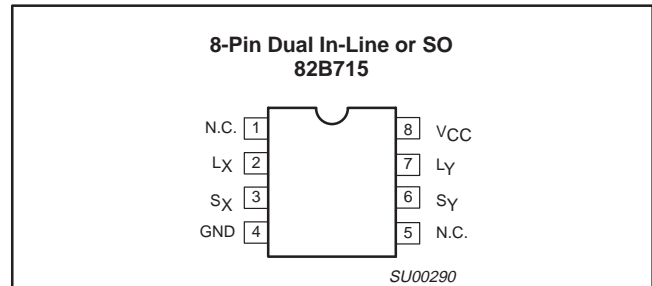 8-Pin Dual In-Line or SO
82B715
N.C. 1 8 VCC
LX 2 7 LY
SX 3 6 SY
GND 4 5 N.C.
SU00290